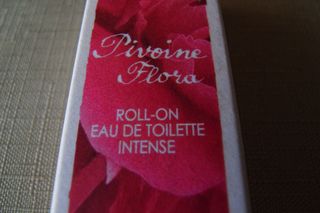 Pivoine
Flora
ROLL-ON
EAU DE TOILETTE
INTENSE